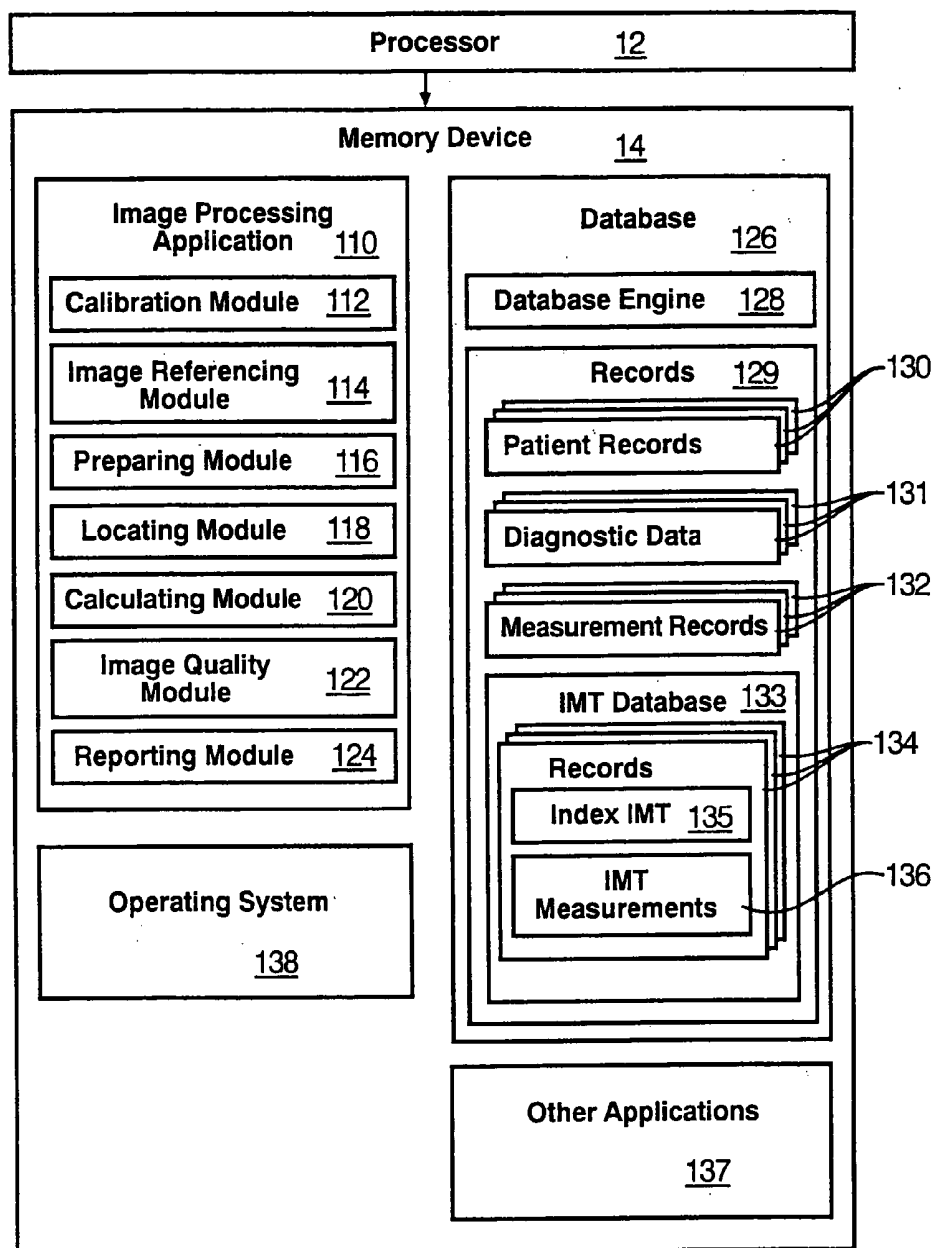 Processor 12
Memory Device 14
Image Processing
Application 110
Calibration Module 112
Image Referencing
Module 114
Preparing Module 116
Locating Module 118
Calculating Module 120
Image Quality
Module 122
Reporting Module 124
Operating System
138
Database
126
Database Engine 128
Records 129
130
Patient Records
131
Diagnostic Data
132
Measurement Records
IMT Database 133
134
Records
Index IMT 135
IMT
Measurements
136
Other Applications
137